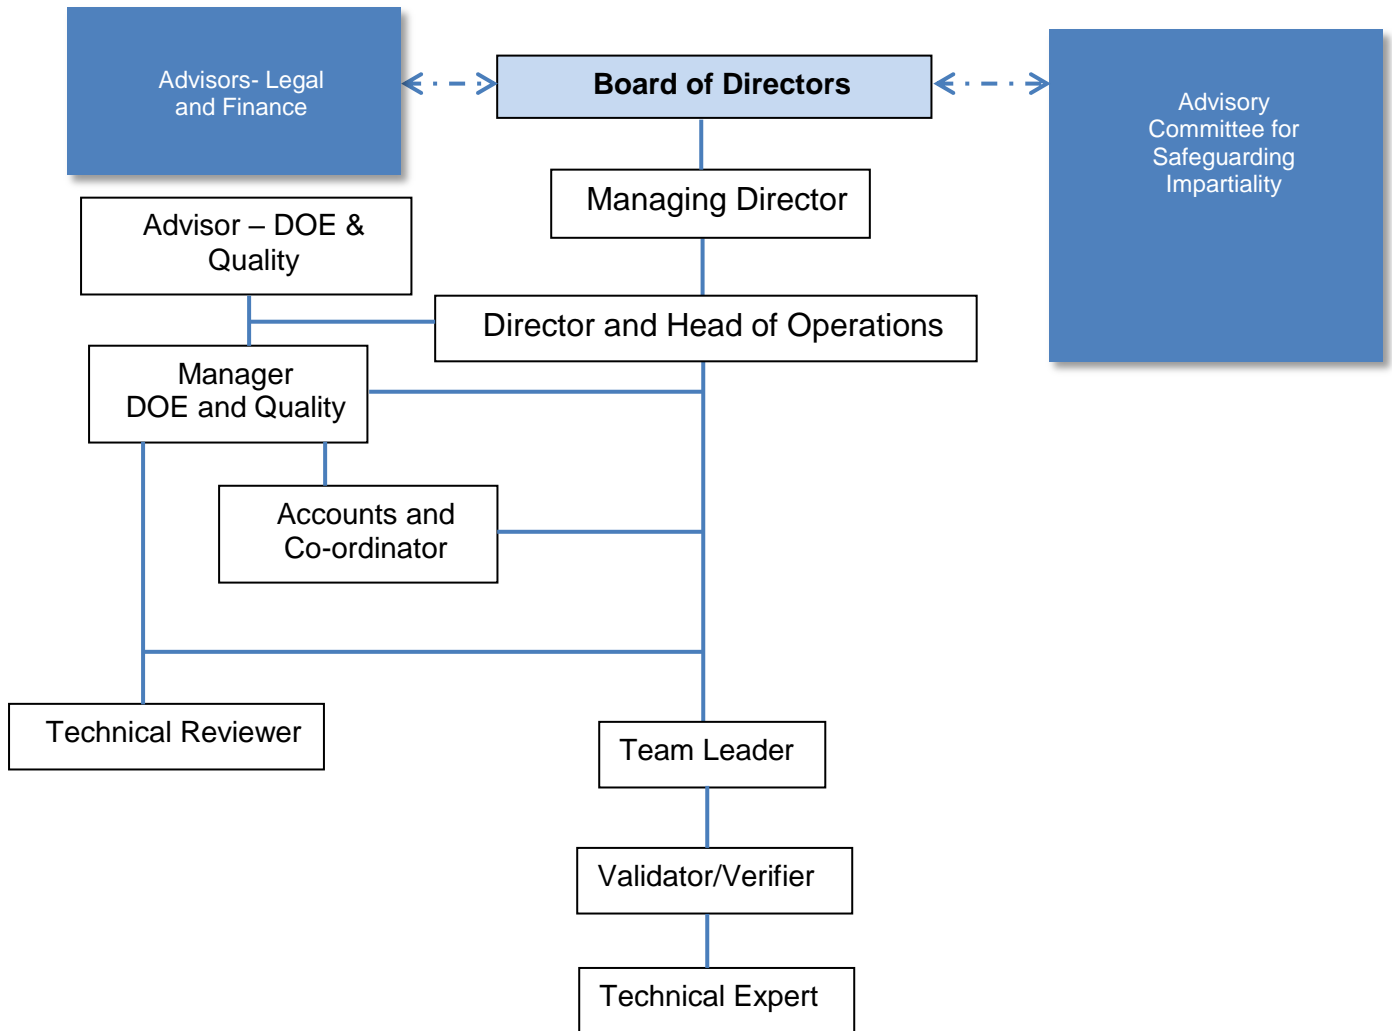 Advisors- Legal
and Finance
Board of Directors
Advisory
Committee for
Safeguarding
Impartiality
Managing Director
Advisor – DOE &
Quality
Director and Head of Operations
Manager
DOE and Quality
Accounts and
Co-ordinator
Technical Reviewer
Team Leader
Validator/Verifier
Technical Expert